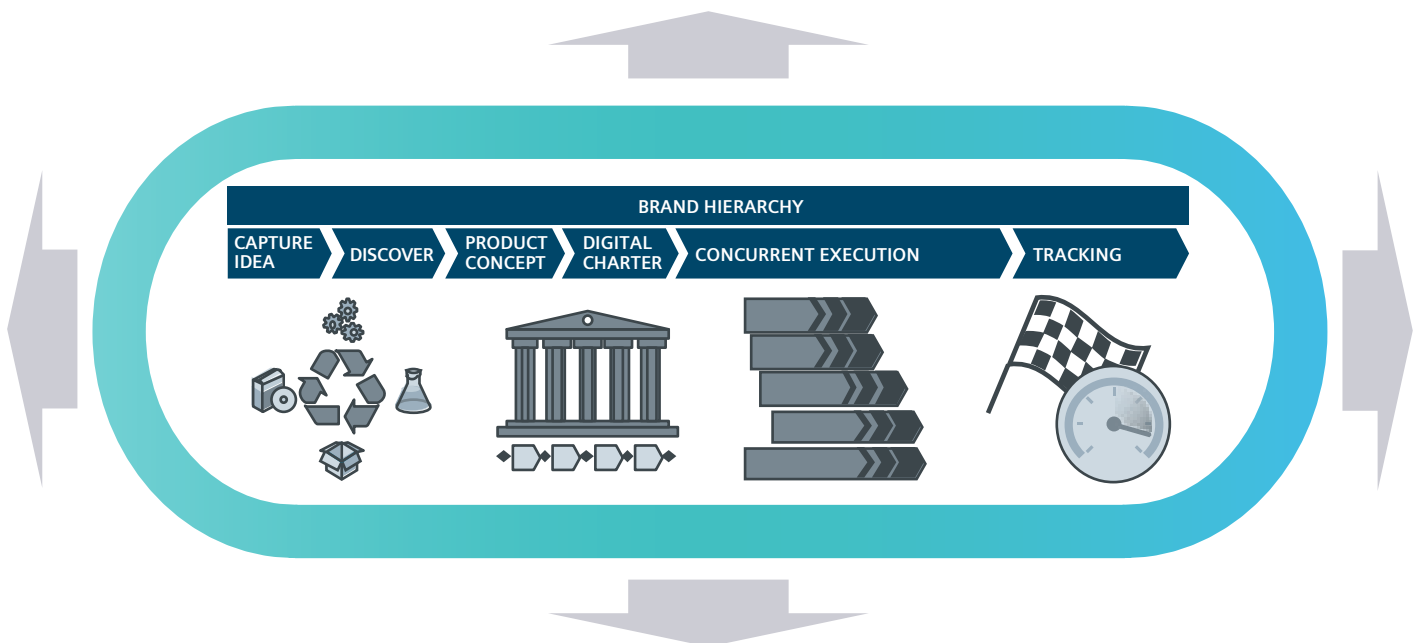 BRAND HIERARCHY
CAPTURE
IDEA
DISCOVER
PRODUCT
CONCEPT
DIGITAL
CHARTER
CONCURRENT EXECUTION
TRACKING